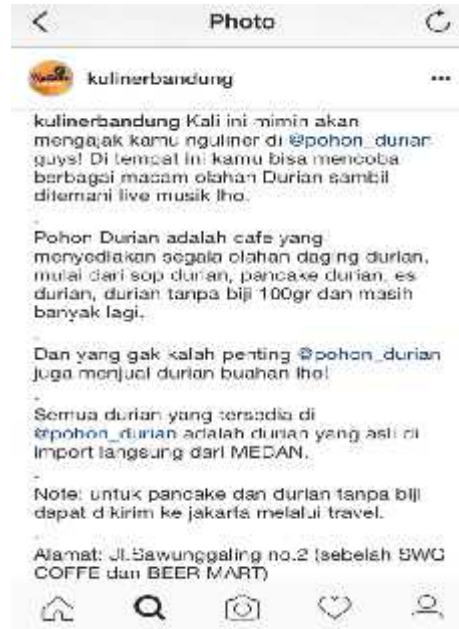 Photo
kulinerbandung
kulinerbandung Kali ini mimin akan
mengajak kamu nguliner di @pohon_durian
guys! Di tempat ini kamu bisa mencoba
berbagai macam olahan Durian sambil
ditemani live musik lho.
.
Pohon Durian adalah cafe yang
menyediakan segala olahan daging durian,
mulai dari sop durian, pancake durian, es
durian, durian tanpa biji 100gr dan masih
banyak lagi.
.
Dan yang gak kalah penting @pohon_durian
juga menjual durian buahan lho!
.
Semua durian yang tersedia di
@pohon_durian adalah durian yang asli di
import langsung dari MEDAN.
.
Note: untuk pancake dan durian tanpa biji
dapat dikirim ke jakarta melalui travel.
.
Alamat: Jl.Sawunggaling no.2 (sebelah SWG
COFFE dan BEER MART)